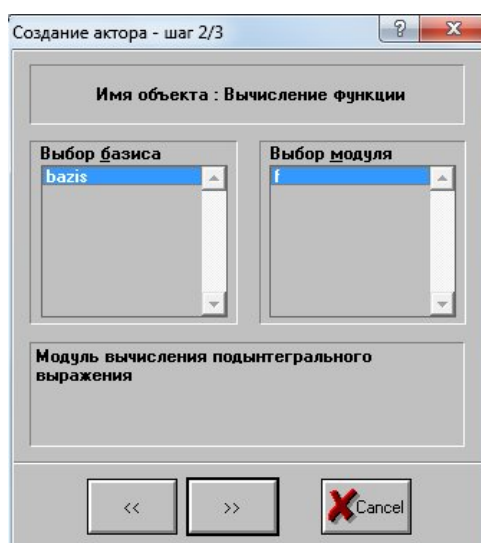 Создание актора - шаг 2/3
Имя объекта : Вычисление функции
Выбор базиса
bazis
Выбор модуля
f
Модуль вычисления подынтегрального
выражения
<<
>>
Cancel